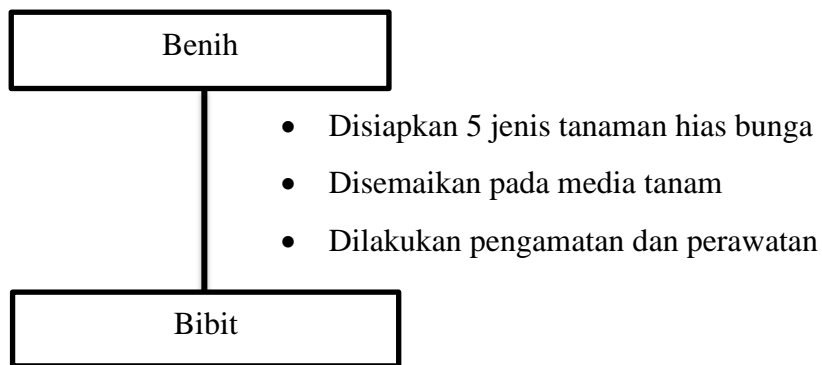 Benih
• Disiapkan 5 jenis tanaman hias bunga
• Disemaikan pada media tanam
• Dilakukan pengamatan dan perawatan
Bibit